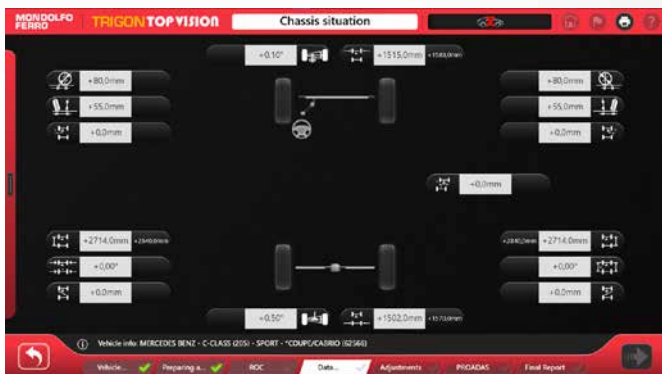 MONDOLFO
FERRO
TRIGON TOP VISION
Chassis situation
+0.10°
+1515,0mm
+80,0mm
+80,0mm
+55,0mm
+55,0mm
+0,0mm
+0,0mm
+0,0mm
+2714,0mm
+2714,0mm
+0,00°
+0,00°
+0,0mm
+0,0mm
+0.50°
+1502,0mm
+1570,0mm
Vehicle info: MERCEDES BENZ - C-CLASS (205) - SPORT - *COUPE/CABRIO (62566)
Vehicle...
Preparing a...
ROC
Data...
Adjustments
PROADAS
Final Report